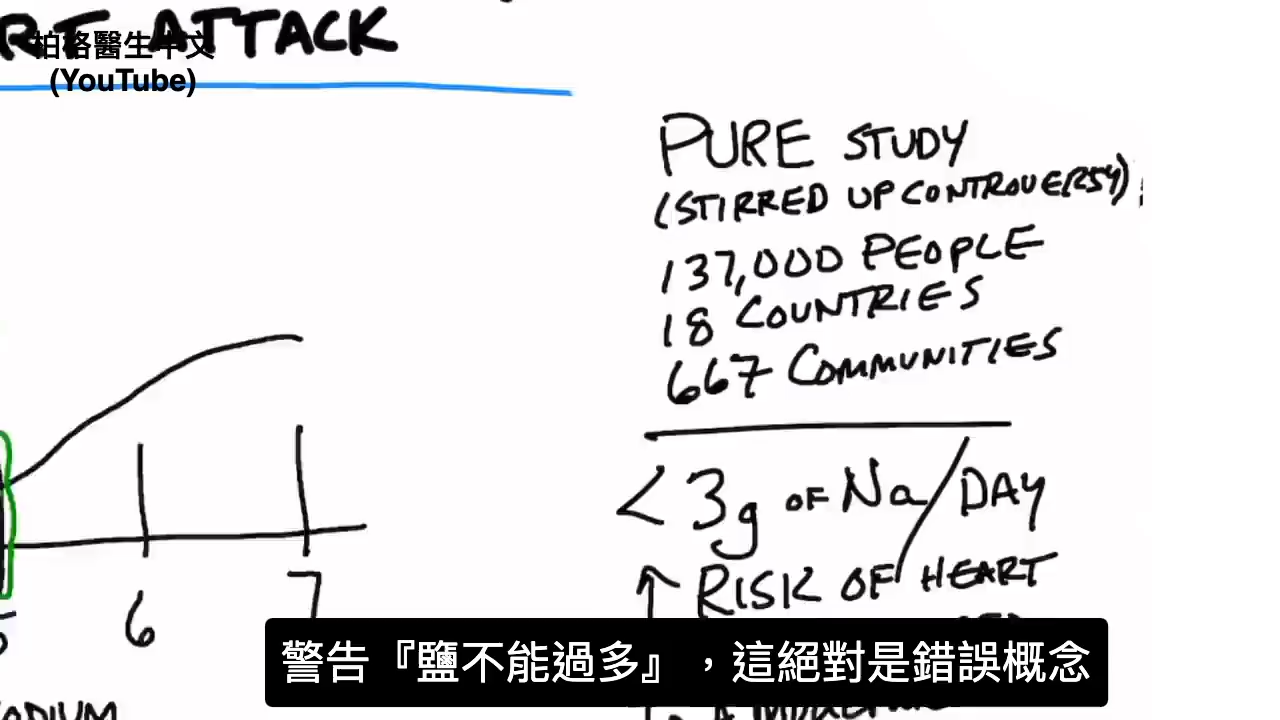 RT ATTACK
柏格醫生中文
(YouTube)
PURE STUDY
(STIRRED UP CONTROVERSY)
137,000 PEOPLE
18 COUNTRIES
667 COMMUNITIES
< 3g OF Na/DAY
↑ RISK OF HEART
6 7
警告『鹽不能過多』，這絕對是錯誤概念